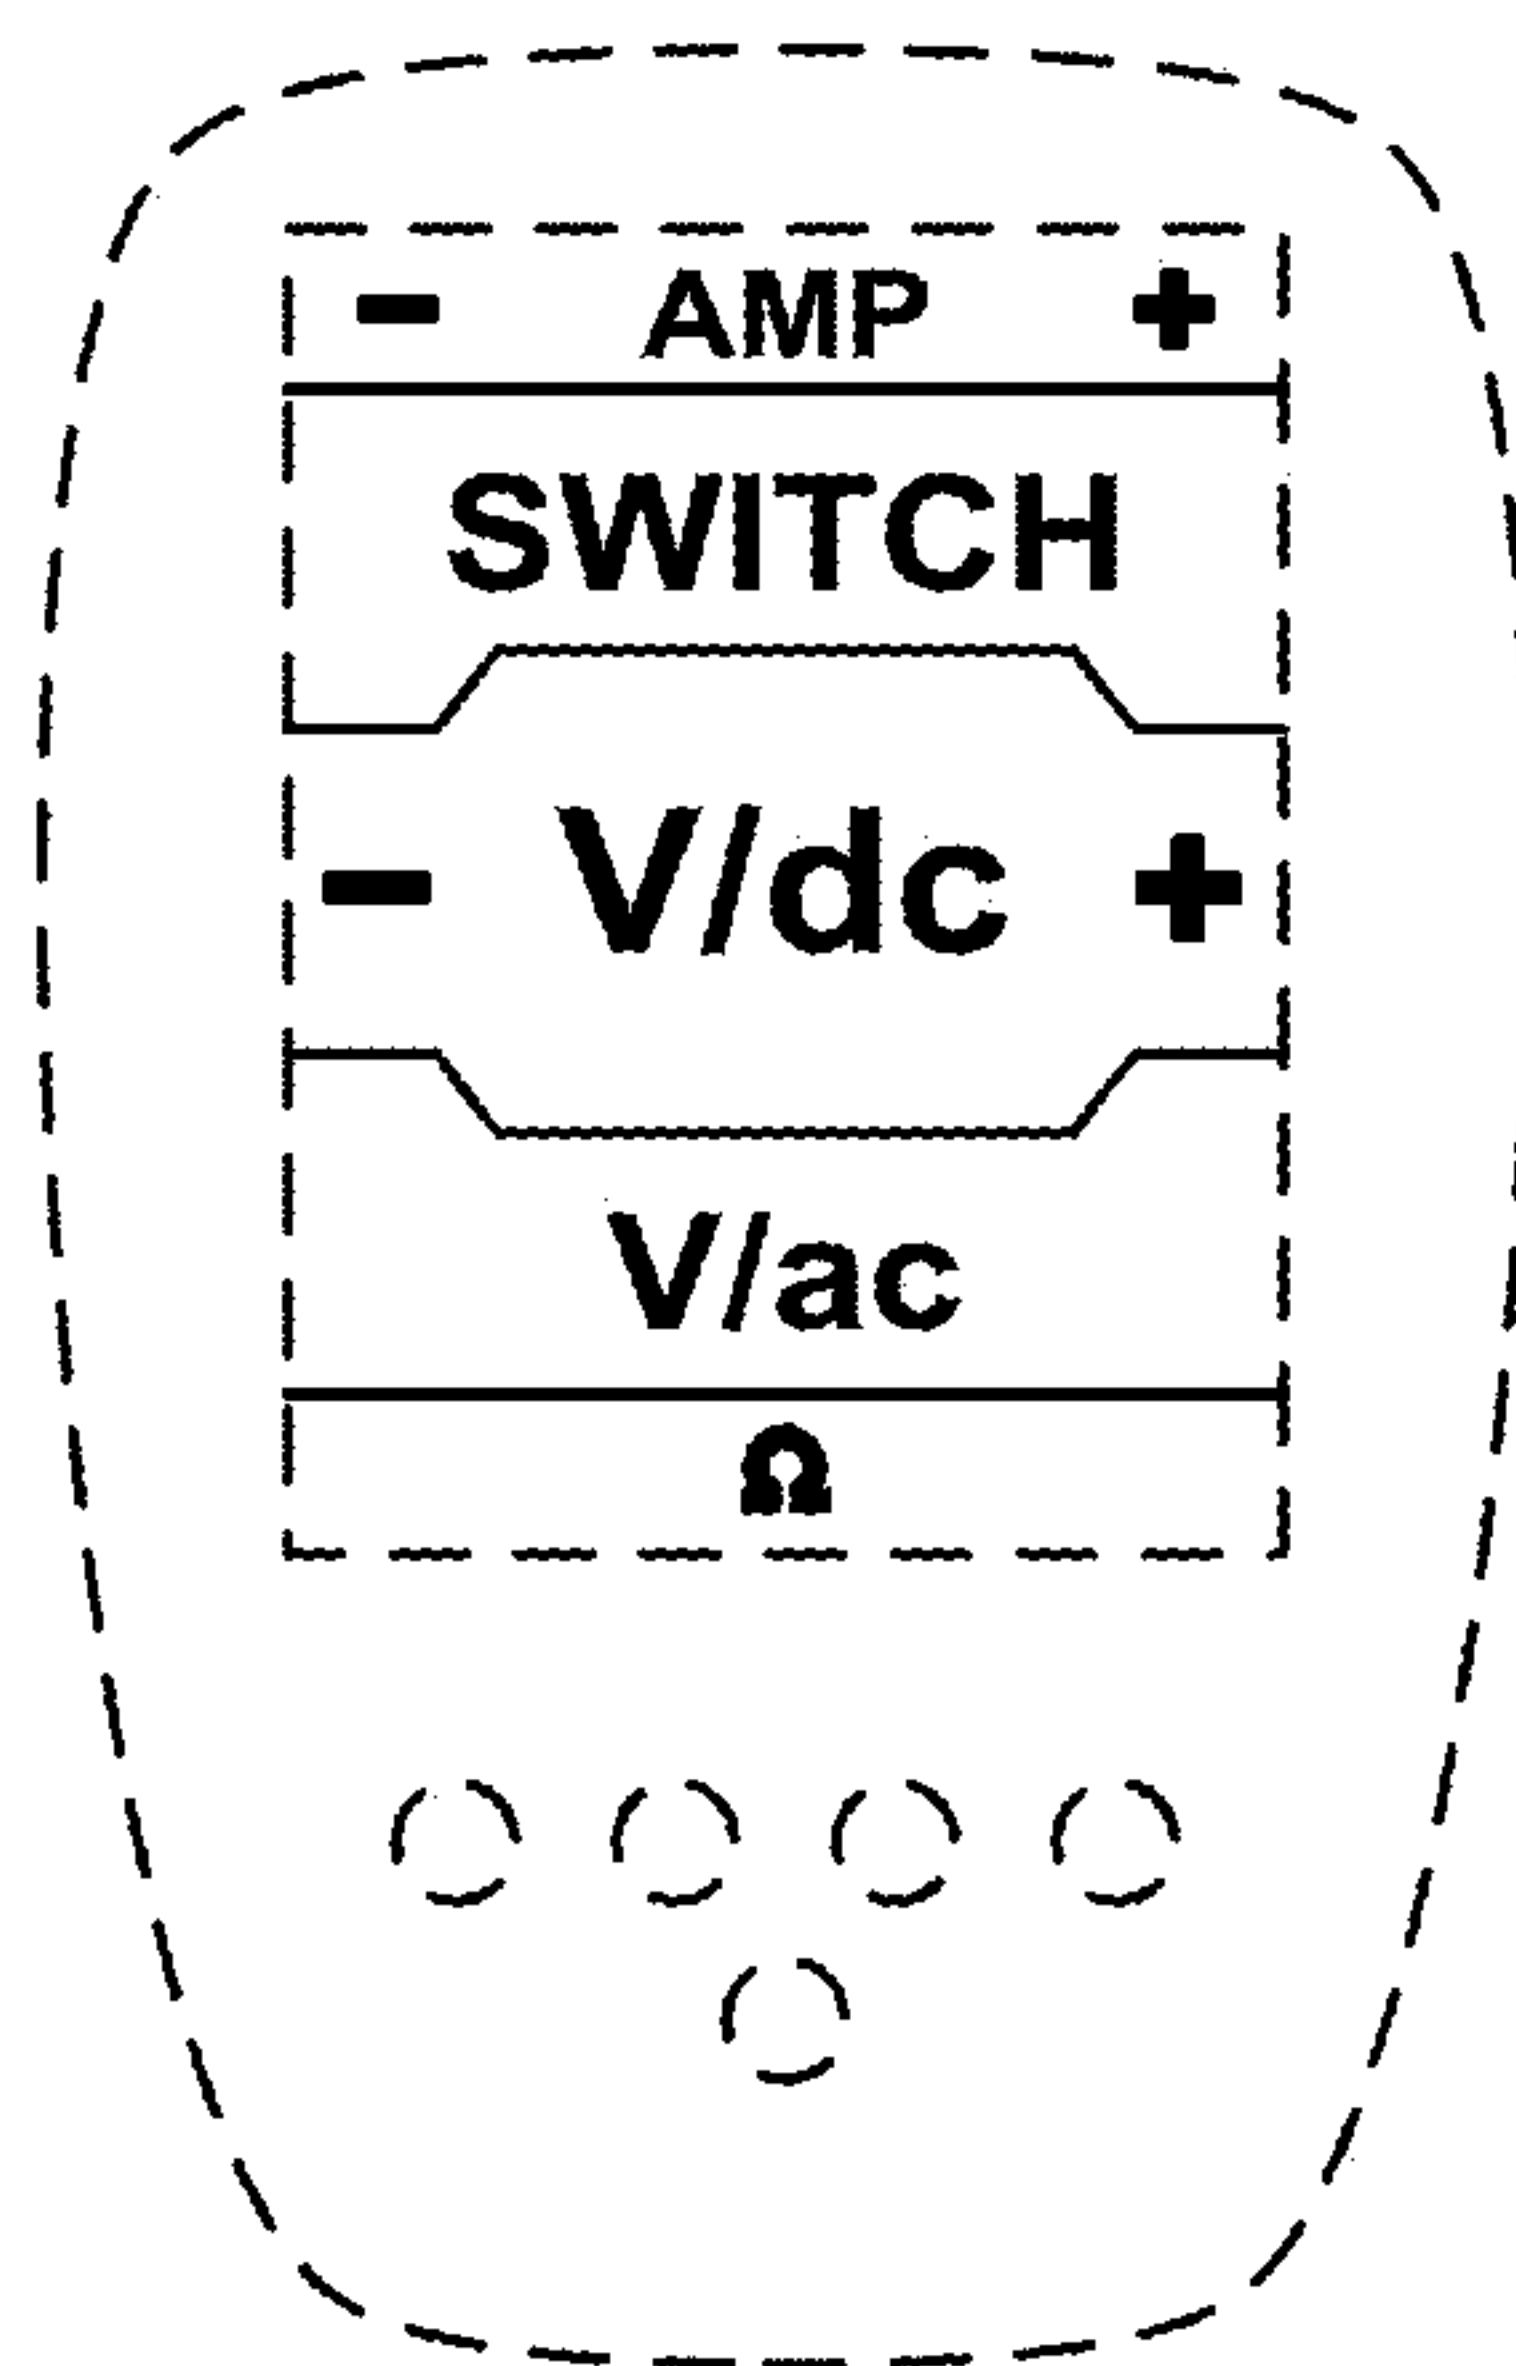 - AMP +
SWITCH
- V/dc +
V/ac
Ω